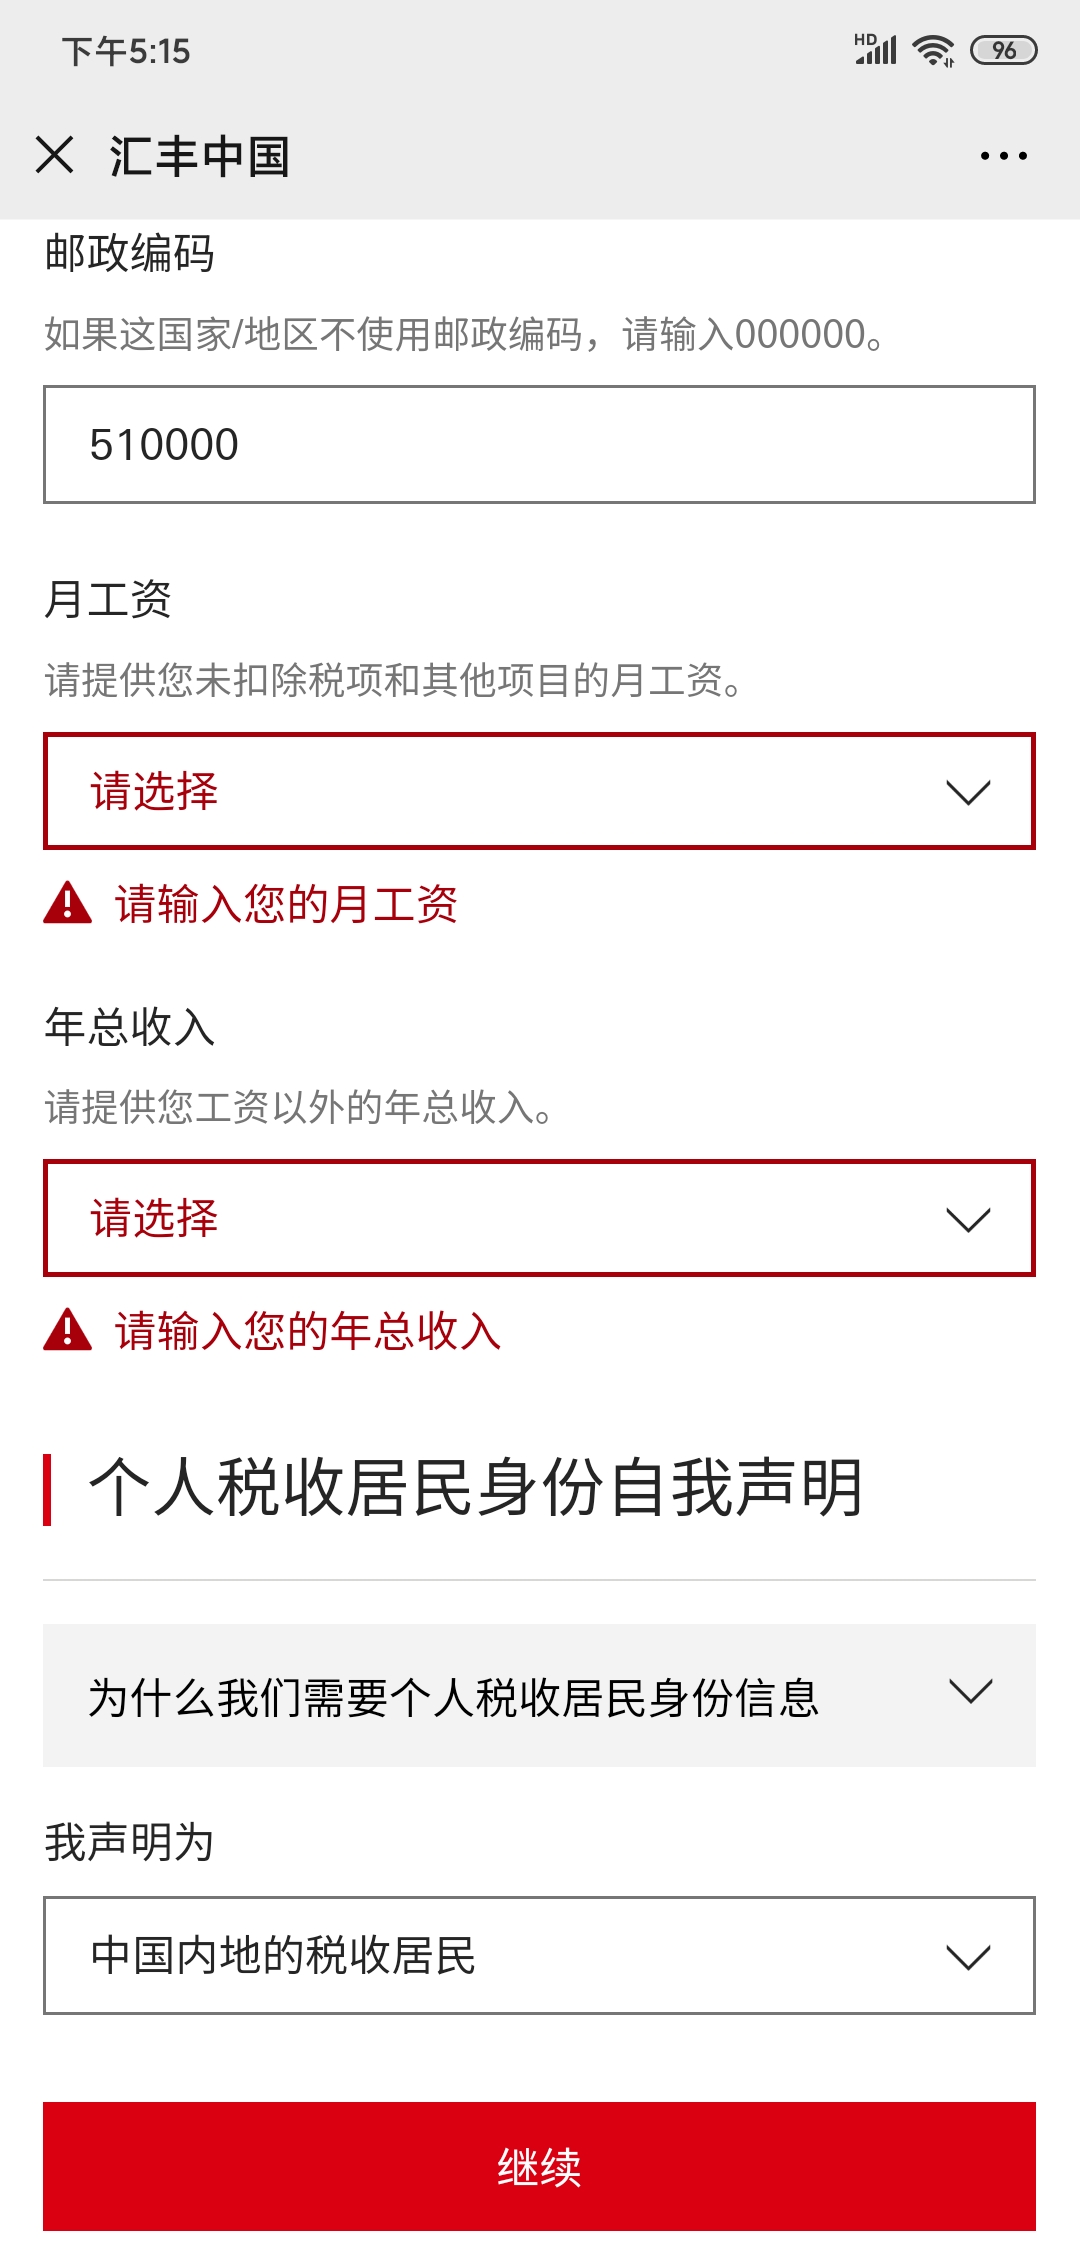 下午5:15
HD
96
汇丰中国
邮政编码
如果这国家/地区不使用邮政编码，请输入000000。
510000
月工资
请提供您未扣除税项和其他项目的月工资。
请选择
请输入您的月工资
年总收入
请提供您工资以外的年总收入。
请选择
请输入您的年总收入
个人税收居民身份自我声明
为什么我们需要个人税收居民身份信息
我声明为
中国内地的税收居民
继续